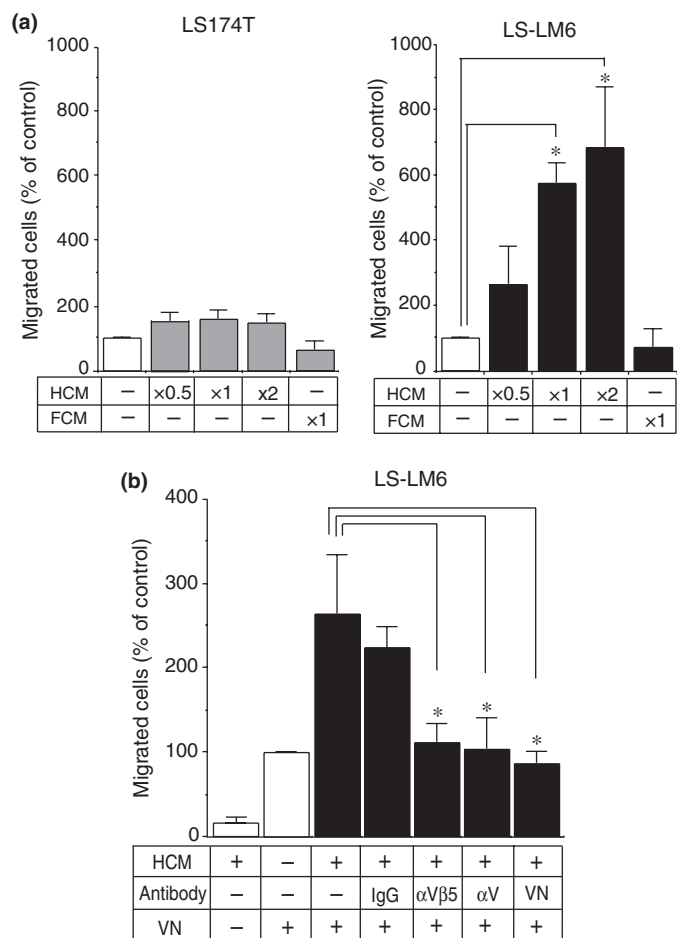 (a)
LS174T
LS-LM6
Migrated cells (% of control)
1000
800
600
400
200
0
HCM – ×0.5 ×1 x2 –
FCM – – – – ×1
Migrated cells (% of control)
1000
800
600
400
200
0
* *
HCM – ×0.5 ×1 ×2 –
FCM – – – – ×1
(b)
LS-LM6
Migrated cells (% of control)
400
300
200
100
0
* * *
HCM + – + + + + +
Antibody – – – IgG αVβ5 αV VN
VN – + + + + + +